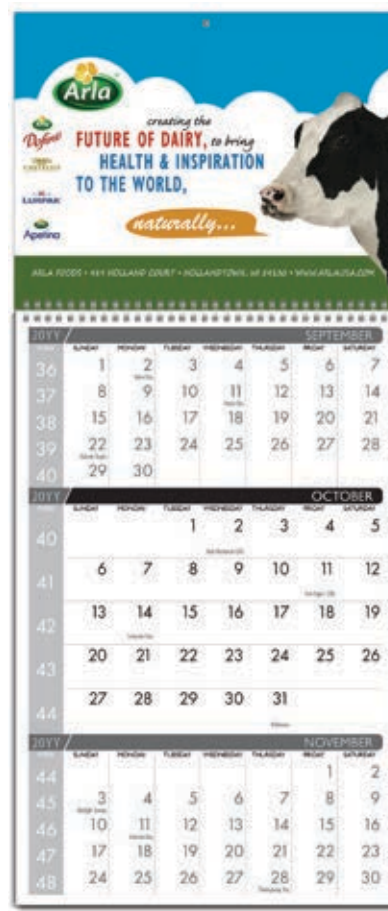 Arla
creating the
Dofino
FUTURE OF DAIRY, to bring
HEALTH & INSPIRATION
LURPAK
TO THE WORLD,
Apetina
naturally...
ARLA FOODS • HOLLAND COURT • HOLLANDTOWN, WI • WWW.ARLAUSA.COM
20YY SEPTEMBER
SUNDAY MONDAY TUESDAY WEDNESDAY THURSDAY FRIDAY SATURDAY
36 1 2 3 4 5 6 7
37 8 9 10 11 12 13 14
38 15 16 17 18 19 20 21
39 22 23 24 25 26 27 28
40 29 30
20YY OCTOBER
SUNDAY MONDAY TUESDAY WEDNESDAY THURSDAY FRIDAY SATURDAY
40 1 2 3 4 5
41 6 7 8 9 10 11 12
42 13 14 15 16 17 18 19
43 20 21 22 23 24 25 26
44 27 28 29 30 31
20YY NOVEMBER
SUNDAY MONDAY TUESDAY WEDNESDAY THURSDAY FRIDAY SATURDAY
44 1 2
45 3 4 5 6 7 8 9
46 10 11 12 13 14 15 16
47 17 18 19 20 21 22 23
48 24 25 26 27 28 29 30